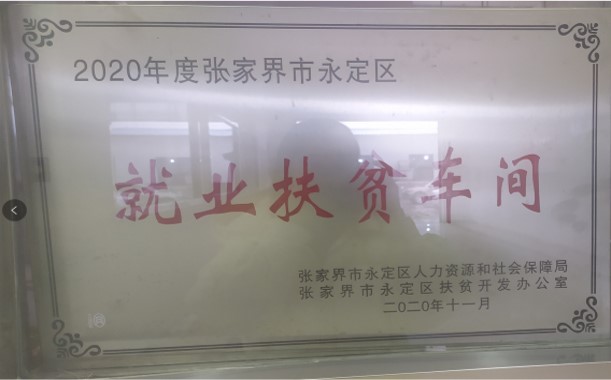 2020年度张家界市永定区
就业扶贫车间
张家界市永定区人力资源和社会保障局
张家界市永定区扶贫开发办公室
二〇二〇年十一月